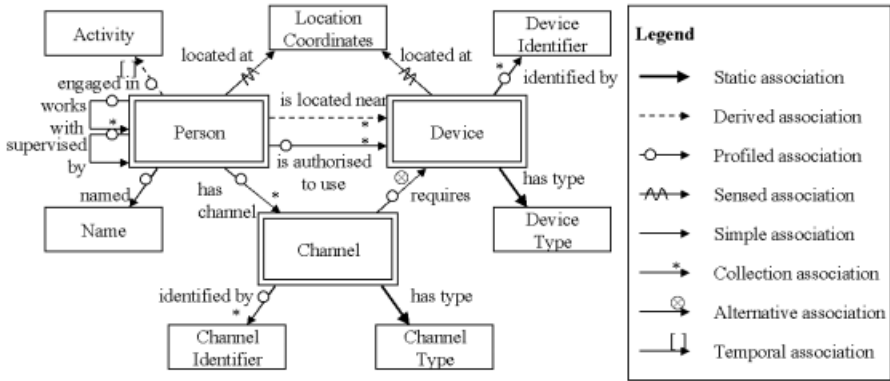 Activity
Location
Coordinates
Device
Identifier
located at
located at
[ ]
engaged in
*
identified by
works
with
*
supervised
by
Person
is located near
*
*
is authorised
to use
Device
named
has
channel
*
⊗
requires
has type
Name
Channel
Device
Type
identified by
*
has type
Channel
Identifier
Channel
Type
Legend
Static association
Derived association
Profiled association
Sensed association
Simple association
*
Collection association
⊗
Alternative association
[ ]
Temporal association